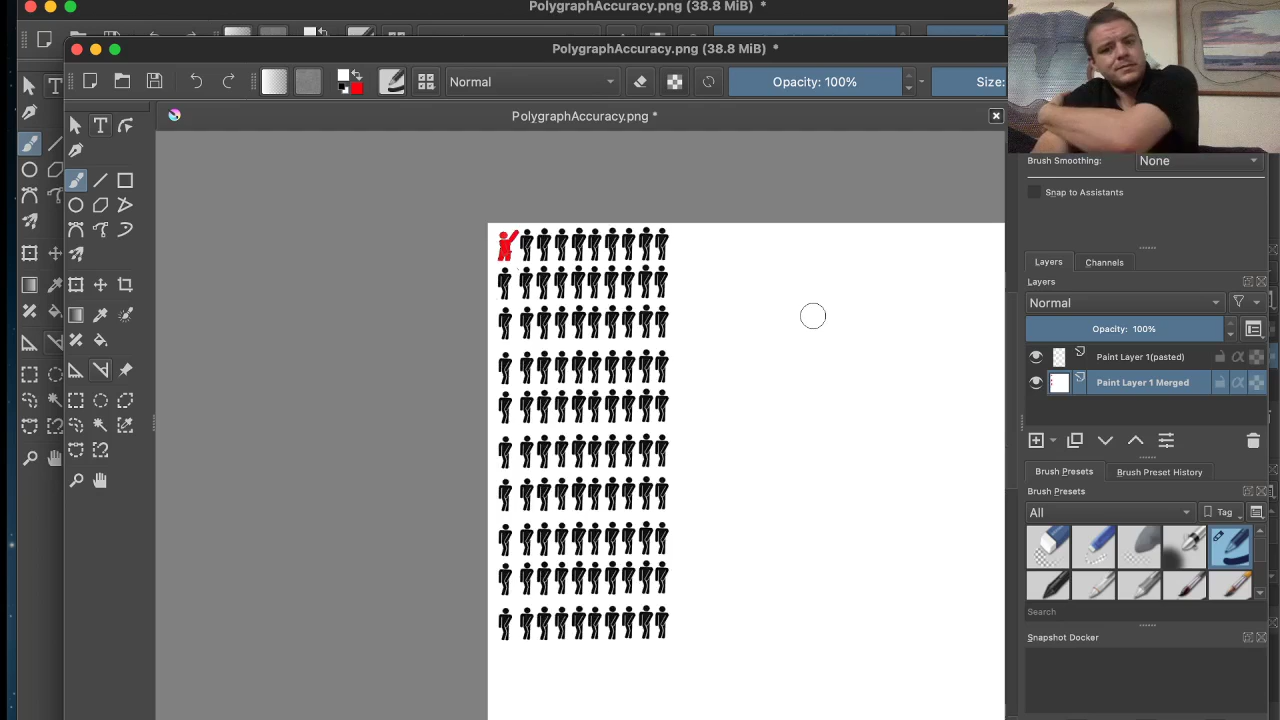 PolygraphAccuracy.png (38.8 MiB) *
PolygraphAccuracy.png (38.8 MiB) *
Normal
Opacity: 100%
Size:
PolygraphAccuracy.png *
Brush Smoothing:
None
Snap to Assistants
Layers
Channels
Layers
Normal
Opacity: 100%
Paint Layer 1(pasted)
Paint Layer 1 Merged
Brush Presets
Brush Preset History
Brush Presets
All
Tag
Search
Snapshot Docker